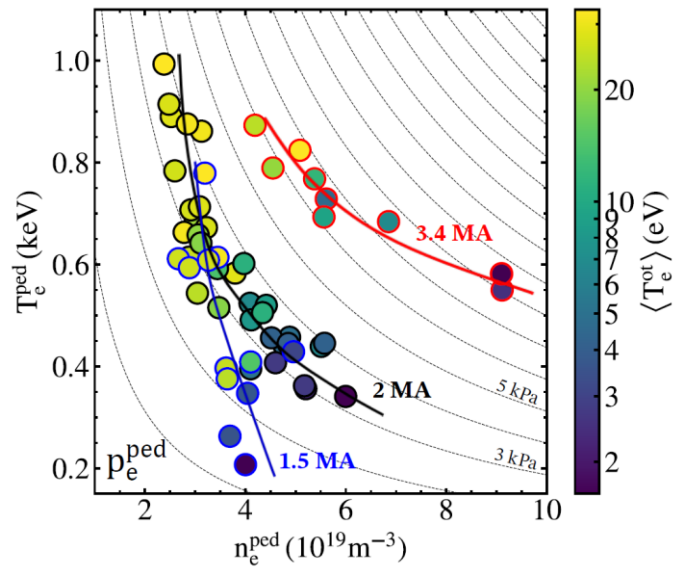 1.0
0.8
0.6
0.4
0.2
T_e^ped (keV)
3.4 MA
2 MA
1.5 MA
5 kPa
3 kPa
p_e^ped
2
4
6
8
10
n_e^ped (10^19 m^−3)
20
10
9
8
7
6
5
4
3
2
⟨T_e^ot⟩ (eV)